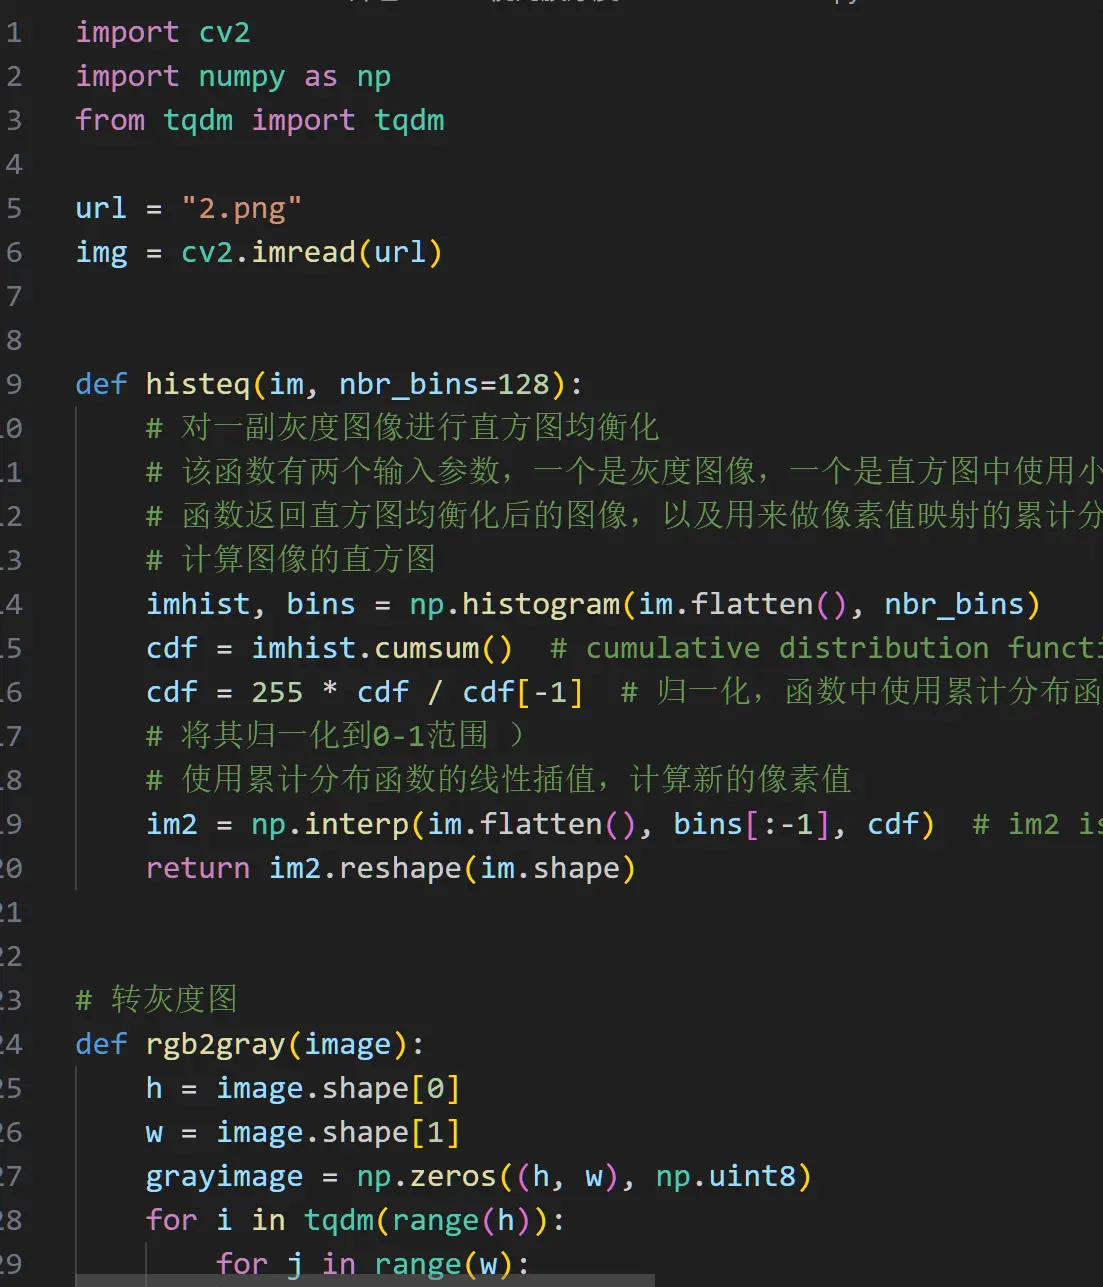 1 import cv2
2 import numpy as np
3 from tqdm import tqdm
4
5 url = "2.png"
6 img = cv2.imread(url)
7
8
9 def histeq(im, nbr_bins=128):
10 # 对一副灰度图像进行直方图均衡化
11 # 该函数有两个输入参数，一个是灰度图像，一个是直方图中使用小
12 # 函数返回直方图均衡化后的图像，以及用来做像素值映射的累计分
13 # 计算图像的直方图
14 imhist, bins = np.histogram(im.flatten(), nbr_bins)
15 cdf = imhist.cumsum()  # cumulative distribution functi
16 cdf = 255 * cdf / cdf[-1]  # 归一化，函数中使用累计分布函
17 # 将其归一化到0-1范围 ）
18 # 使用累计分布函数的线性插值，计算新的像素值
19 im2 = np.interp(im.flatten(), bins[:-1], cdf)  # im2 is
20 return im2.reshape(im.shape)
21
22
23 # 转灰度图
24 def rgb2gray(image):
25 h = image.shape[0]
26 w = image.shape[1]
27 grayimage = np.zeros((h, w), np.uint8)
28 for i in tqdm(range(h)):
29 for j in range(w):